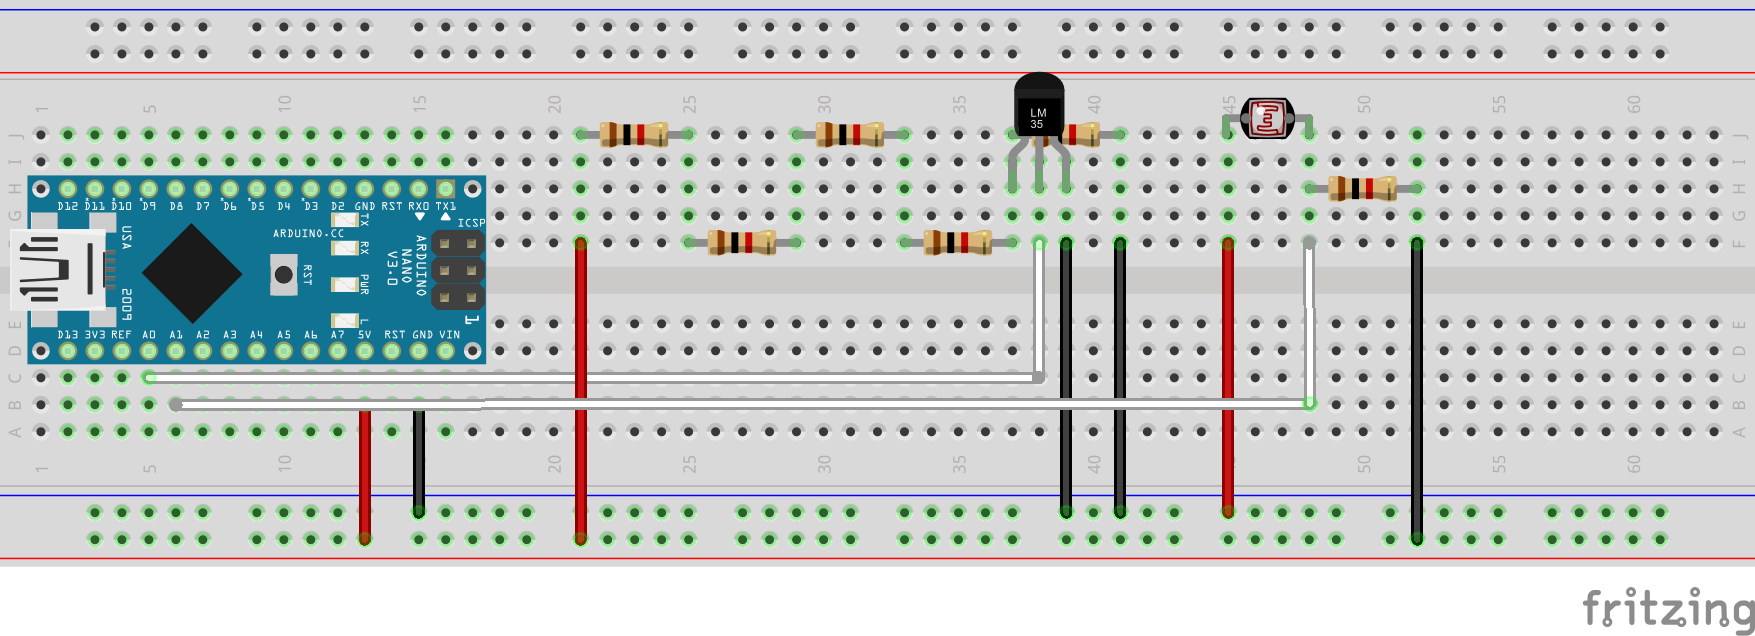 1 5 10 15 20 25 30 35 40 45 50 55 60
J J
I I
H H
G G
F F
LM
35
D12 D11 D10 D9 D8 D7 D6 D5 D4 D3 D2 GND RST RX0 TX1
USA
ARDUINO.CC
TX
RX
PWR
L
RST
ARDUINO
NANO
V3.0
ICSP
1
2009
D13 3V3 REF A0 A1 A2 A3 A4 A5 A6 A7 5V RST GND VIN
E
D D
C C
B B
A A
1 5 10 15 20 25 30 35 40 45 50 55 60
fritzing